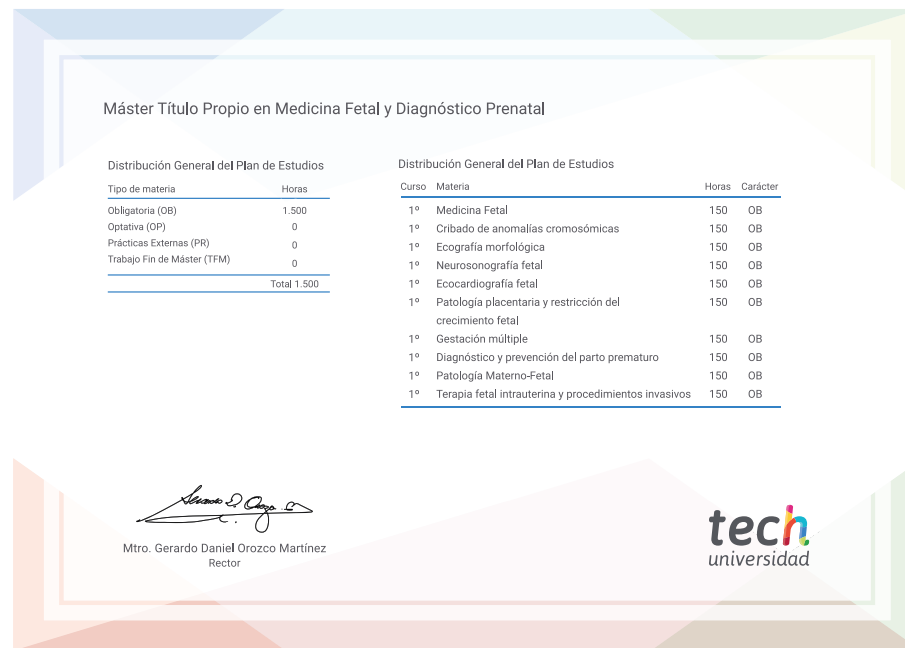 Máster Título Propio en Medicina Fetal y Diagnóstico Prenatal
Distribución General del Plan de Estudios
Tipo de materia Horas
Obligatoria (OB) 1.500
Optativa (OP) 0
Prácticas Externas (PR) 0
Trabajo Fin de Máster (TFM) 0
Total 1.500
Distribución General del Plan de Estudios
Curso Materia Horas Carácter
1º Medicina Fetal 150 OB
1º Cribado de anomalías cromosómicas 150 OB
1º Ecografía morfológica 150 OB
1º Neurosonografía fetal 150 OB
1º Ecocardiografía fetal 150 OB
1º Patología placentaria y restricción del 150 OB
crecimiento fetal
1º Gestación múltiple 150 OB
1º Diagnóstico y prevención del parto prematuro 150 OB
1º Patología Materno-Fetal 150 OB
1º Terapia fetal intrauterina y procedimientos invasivos 150 OB
Mtro. Gerardo Daniel Orozco Martínez
Rector
tech
universidad